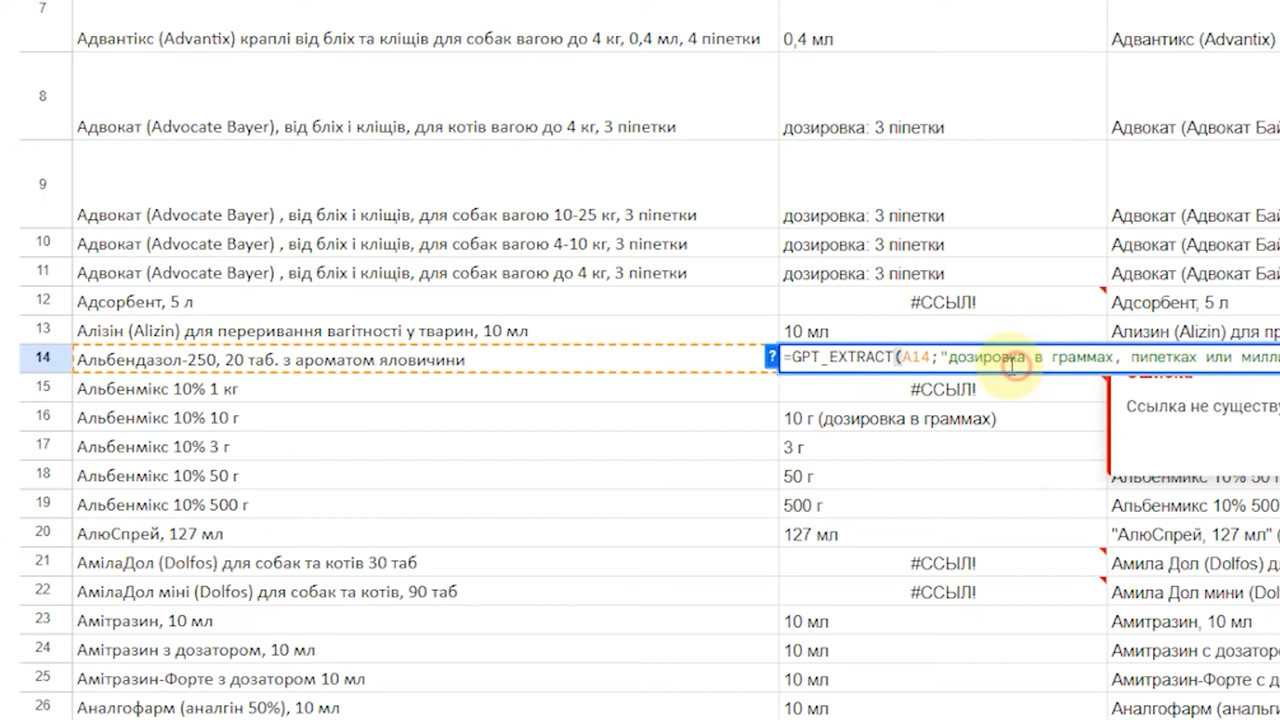 7
Адвантікс (Advantix) краплі від бліх та кліщів для собак вагою до 4 кг, 0,4 мл, 4 піпетки 0,4 мл Адвантикс (Advantix)
8
Адвокат (Advocate Bayer), від бліх і кліщів, для котів вагою до 4 кг, 3 піпетки дозировка: 3 піпетки Адвокат (Адвокат Бай
9
Адвокат (Advocate Bayer) , від бліх і кліщів, для собак вагою 10-25 кг, 3 піпетки дозировка: 3 піпетки Адвокат (Адвокат Бай
10 Адвокат (Advocate Bayer) , від бліх і кліщів, для собак вагою 4-10 кг, 3 піпетки дозировка: 3 піпетки Адвокат (Адвокат Бай
11 Адвокат (Advocate Bayer) , від бліх і кліщів, для собак вагою до 4 кг, 3 піпетки дозировка: 3 піпетки Адвокат (Адвокат Бай
12 Адсорбент, 5 л #ССЫЛ! Адсорбент, 5 л
13 Алізін (Alizin) для переривання вагітності у тварин, 10 мл 10 мл Ализин (Alizin) для пр
14 Альбендазол-250, 20 таб. з ароматом яловичини ? =GPT_EXTRACT(A14;"дозировка в граммах, пипетках или милл
15 Альбенмікс 10% 1 кг #ССЫЛ!
Ссылка не существу
16 Альбенмікс 10% 10 г 10 г (дозировка в граммах)
17 Альбенмікс 10% 3 г 3 г
18 Альбенмікс 10% 50 г 50 г Альбенмикс 10% 50 г
19 Альбенмікс 10% 500 г 500 г Альбенмикс 10% 500
20 АлюСпрей, 127 мл 127 мл "АлюСпрей, 127 мл" (
21 АмілаДол (Dolfos) для собак та котів 30 таб #ССЫЛ! Амила Дол (Dolfos) д
22 АмілаДол міні (Dolfos) для собак та котів, 90 таб #ССЫЛ! Амила Дол мини (Dol
23 Амітразин, 10 мл 10 мл Амитразин, 10 мл
24 Амітразин з дозатором, 10 мл 10 мл Амитразин с дозаторо
25 Амітразин-Форте з дозатором 10 мл 10 мл Амитразин-Форте с д
26 Аналгофарм (аналгін 50%), 10 мл 10 мл Аналгофарм (анальги